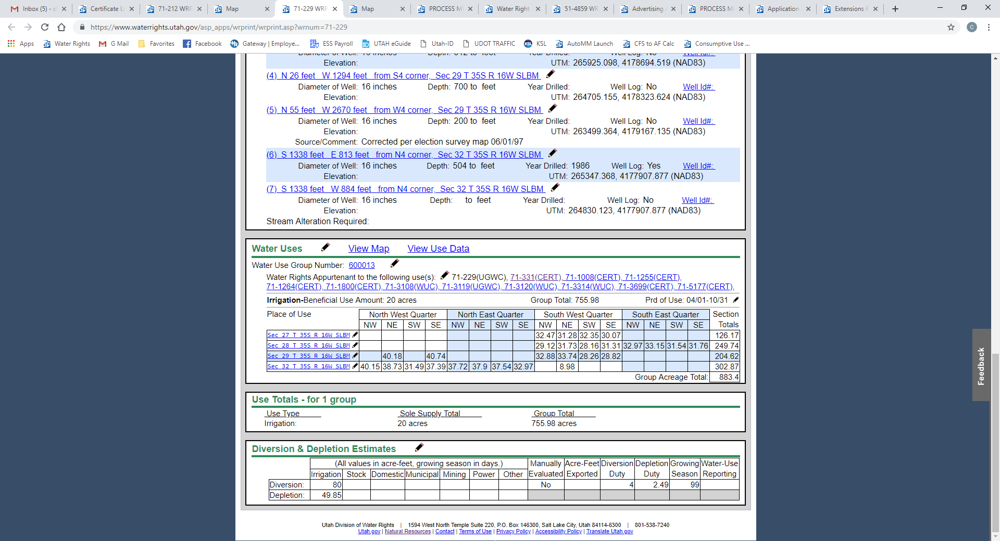 Inbox (5) - c
Certificate L
71-212 WRP
Map
71-229 WRP
Map
PROCESS M
Water Right
51-4859 WR
Advertising
PROCESS M
Application
Extensions F
https://www.waterrights.utah.gov/asp_apps/wrprint/wrprint.asp?wrnum=71-229
C
Apps Water Rights G Mail Favorites Facebook Gateway | Employe... ESS Payroll UTAH eGuide Utah-ID UDOT TRAFFIC KSL AutoMM Launch CFS to AF Calc Consumptive Use ...
Elevation: UTM: 265925.098, 4178694.519 (NAD83)
(4) N 26 feet W 1294 feet from S4 corner, Sec 29 T 35S R 16W SLBM
Diameter of Well: 16 inches Depth: 700 to feet Year Drilled: Well Log: No Well Id#:
Elevation: UTM: 264705.155, 4178323.624 (NAD83)
(5) N 55 feet W 2670 feet from W4 corner, Sec 29 T 35S R 16W SLBM
Diameter of Well: 16 inches Depth: 200 to feet Year Drilled: Well Log: No Well Id#:
Elevation: UTM: 263499.364, 4179167.135 (NAD83)
Source/Comment: Corrected per election survey map 06/01/97
(6) S 1338 feet E 813 feet from N4 corner, Sec 32 T 35S R 16W SLBM
Diameter of Well: 16 inches Depth: 504 to feet Year Drilled: 1986 Well Log: Yes Well Id#:
Elevation: UTM: 265347.368, 4177907.877 (NAD83)
(7) S 1338 feet W 884 feet from N4 corner, Sec 32 T 35S R 16W SLBM
Diameter of Well: 16 inches Depth: to feet Year Drilled: Well Log: No Well Id#:
Elevation: UTM: 264830.123, 4177907.877 (NAD83)
Stream Alteration Required:
Water Uses View Map View Use Data
Water Use Group Number: 600013
Water Rights Appurtenant to the following use(s): 71-229(UGWC), 71-331(CERT), 71-1008(CERT), 71-1255(CERT),
71-1264(CERT), 71-1800(CERT), 71-3108(WUC), 71-3119(UGWC), 71-3120(WUC), 71-3314(WUC), 71-3699(CERT), 71-5177(CERT),
Irrigation-Beneficial Use Amount: 20 acres Group Total: 755.98 Prd of Use: 04/01-10/31
Place of Use North West Quarter North East Quarter South West Quarter South East Quarter Section
NW NE SW SE NW NE SW SE NW NE SW SE NW NE SW SE Totals
Sec 27 T 35S R 16W SLBM 32.47 31.28 32.35 30.07 126.17
Sec 28 T 35S R 16W SLBM 29.12 31.73 28.16 31.31 32.97 33.15 31.54 31.76 249.74
Sec 29 T 35S R 16W SLBM 40.18 40.74 32.88 33.74 28.26 28.82 204.62
Sec 32 T 35S R 16W SLBM 40.15 38.73 31.49 37.39 37.72 37.9 37.54 32.97 8.98 302.87
Group Acreage Total: 883.4
Use Totals - for 1 group
Use Type Sole Supply Total Group Total
Irrigation: 20 acres 755.98 acres
Diversion & Depletion Estimates
(All values in acre-feet, growing season in days.) Manually Acre-Feet Diversion Depletion Growing Water-Use
Irrigation Stock Domestic Municipal Mining Power Other Evaluated Exported Duty Duty Season Reporting
Diversion: 80 No 4 2.49 99
Depletion: 49.85
Utah Division of Water Rights | 1594 West North Temple Suite 220, P.O. Box 146300, Salt Lake City, Utah 84114-6300 | 801-538-7240
Utah.gov | Natural Resources | Contact | Terms of Use | Privacy Policy | Accessibility Policy | Translate Utah.gov
Feedback